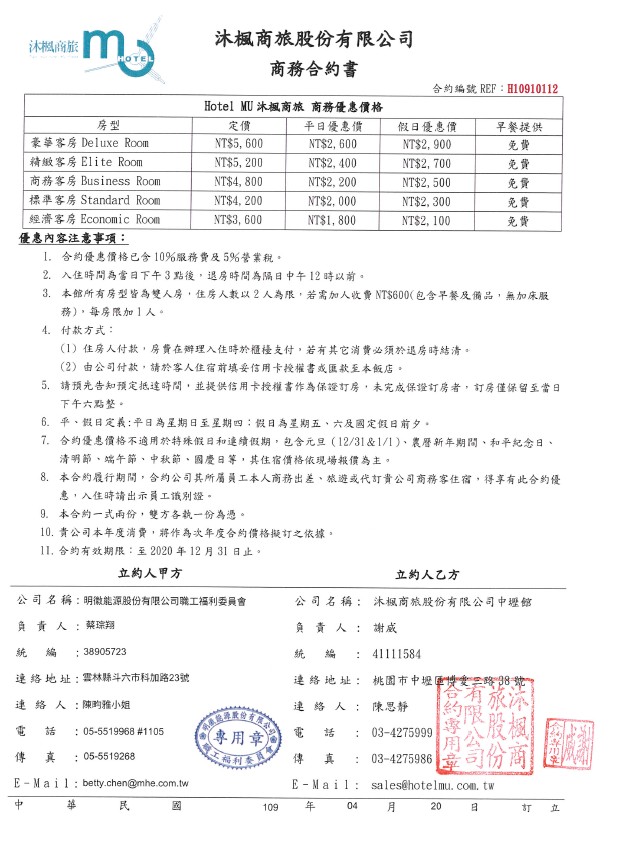 沐楓商旅 mu HOTEL
沐楓商旅股份有限公司
商務合約書
合約編號 REF：H10910112
Hotel MU 沐楓商旅 商務優惠價格
房型 定價 平日優惠價 假日優惠價 早餐提供
豪華客房 Deluxe Room NT$5,600 NT$2,600 NT$2,900 免費
精緻客房 Elite Room NT$5,200 NT$2,400 NT$2,700 免費
商務客房 Business Room NT$4,800 NT$2,200 NT$2,500 免費
標準客房 Standard Room NT$4,200 NT$2,000 NT$2,300 免費
經濟客房 Economic Room NT$3,600 NT$1,800 NT$2,100 免費
優惠內容注意事項：
1. 合約優惠價格已含 10%服務費及 5%營業稅。
2. 入住時間為當日下午 3 點後，退房時間為隔日中午 12 時以前。
3. 本館所有房型皆為雙人房，住房人數以 2 人為限，若需加人收費 NT$600(包含早餐及備品，無加床服
務)，每房限加 1 人。
4. 付款方式：
(1) 住房人付款，房費在辦理入住時於櫃檯支付，若有其它消費必須於退房時結清。
(2) 由公司付款，請於客人住宿前填妥信用卡授權書或匯款至本飯店。
5. 請預先告知預定抵達時間，並提供信用卡授權書作為保證訂房，未完成保證訂房者，訂房僅保留至當日
下午六點整。
6. 平、假日定義:平日為星期日至星期四；假日為星期五、六及國定假日前夕。
7. 合約優惠價格不適用於特殊假日和連續假期，包含元旦 (12/31&1/1)、農曆新年期間、和平紀念日、
清明節、端午節、中秋節、國慶日等，其住宿價格依現場報價為主。
8. 本合約履行期間，合約公司其所屬員工本人商務出差、旅遊或代訂貴公司商務客住宿，得享有此合約優
惠，入住時請出示員工識別證。
9. 本合約一式兩份，雙方各執一份為憑。
10. 貴公司本年度消費，將作為次年度合約價格擬訂之依據。
11. 合約有效期限：至 2020 年 12 月 31 日止。
立約人甲方 立約人乙方
公司名稱：明徽能源股份有限公司職工福利委員會 公司名稱： 沐楓商旅股份有限公司中壢館
負責人：蔡琮翔 負責人： 謝威
統編：38905723 統編： 41111584
連絡地址：雲林縣斗六市科加路23號 連絡地址： 桃園市中壢區慈惠三路 38 號
連絡人：陳昀雅小姐 連絡人： 陳思靜
電話：05-5519968 #1105 電話： 03-4275999
傳真：05-5519268 傳真： 03-4275986
E-Mail：betty.chen@mhe.com.tw E-Mail： sales@hotelmu.com.tw
明徽能源股份有限公司
專用章
職工福利委員會
沐楓商旅股份有限公司合約專用章
謝威
中華民國 109 年 04 月 20 日 訂立